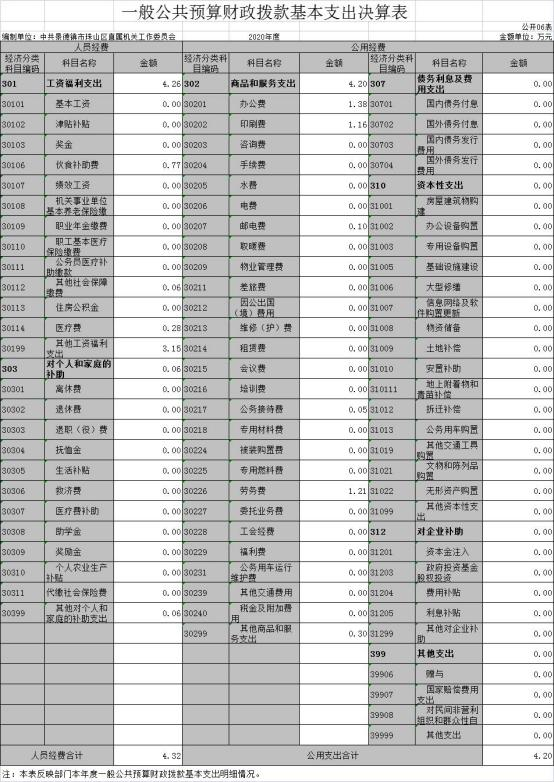 一般公共预算财政拨款基本支出决算表
公开06表
编制单位：中共景德镇市珠山区直属机关工作委员会 2020年度 金额单位：万元
人员经费 公用经费
经济分类科目编码 科目名称 金额 经济分类科目编码 科目名称 金额 经济分类科目编码 科目名称 金额
301 工资福利支出 4.26 302 商品和服务支出 4.20 307 债务利息及费用支出 0.00
30101 基本工资 0.00 30201 办公费 1.38 30701 国内债务付息 0.00
30102 津贴补贴 0.00 30202 印刷费 1.16 30702 国外债务付息 0.00
30103 奖金 0.00 30203 咨询费 0.00 30703 国内债务发行费用 0.00
30106 伙食补助费 0.77 30204 手续费 0.00 30704 国外债务发行费用 0.00
30107 绩效工资 0.00 30205 水费 0.00 310 资本性支出 0.00
30108 机关事业单位基本养老保险缴 0.00 30206 电费 0.00 31001 房屋建筑物购建 0.00
30109 职业年金缴费 0.00 30207 邮电费 0.10 31002 办公设备购置 0.00
30110 职工基本医疗保险缴费 0.00 30208 取暖费 0.00 31003 专用设备购置 0.00
30111 公务员医疗补助缴款 0.00 30209 物业管理费 0.00 31005 基础设施建设 0.00
30112 其他社会保障缴费 0.06 30211 差旅费 0.00 31006 大型修缮 0.00
30113 住房公积金 0.00 30212 因公出国（境）费用 0.00 31007 信息网络及软件购置更新 0.00
30114 医疗费 0.28 30213 维修（护）费 0.00 31008 物资储备 0.00
30199 其他工资福利支出 3.15 30214 租赁费 0.00 31009 土地补偿 0.00
303 对个人和家庭的补助 0.06 30215 会议费 0.00 31010 安置补助 0.00
30301 离休费 0.00 30216 培训费 0.00 310111 地上附着物和青苗补偿 0.00
30302 退休费 0.00 30217 公务接待费 0.05 31012 拆迁补偿 0.00
30303 退职（役）费 0.00 30218 专用材料费 0.00 31013 公务用车购置 0.00
30304 抚恤金 0.00 30224 被装购置费 0.00 31019 其他交通工具购置 0.00
30305 生活补贴 0.00 30225 专用燃料费 0.00 31021 文物和陈列品购置 0.00
30306 救济费 0.00 30226 劳务费 1.21 31022 无形资产购置 0.00
30307 医疗费补助 0.00 30227 委托业务费 0.00 31099 其他资本性支出 0.00
30308 助学金 0.00 30228 工会经费 0.00 312 对企业补助 0.00
30309 奖励金 0.00 30229 福利费 0.00 31201 资本金注入 0.00
30310 个人农业生产补贴 0.00 30231 公务用车运行维护费 0.00 31203 政府投资基金股权投资 0.00
30311 代缴社会保险费 0.00 30239 其他交通费用 0.00 31204 费用补贴 0.00
30399 其他对个人和家庭的补助支出 0.06 30240 税金及附加费用 0.00 31205 利息补贴 0.00
30299 其他商品和服务支出 0.30 31299 其他对企业补助 0.00
399 其他支出 0.00
39906 赠与 0.00
39907 国家赔偿费用支出 0.00
39908 对民间非营利组织和群众性自 0.00
39999 其他支出 0.00
人员经费合计 4.32 公用支出合计 4.20
注：本表反映部门本年度一般公共预算财政拨款基本支出明细情况。